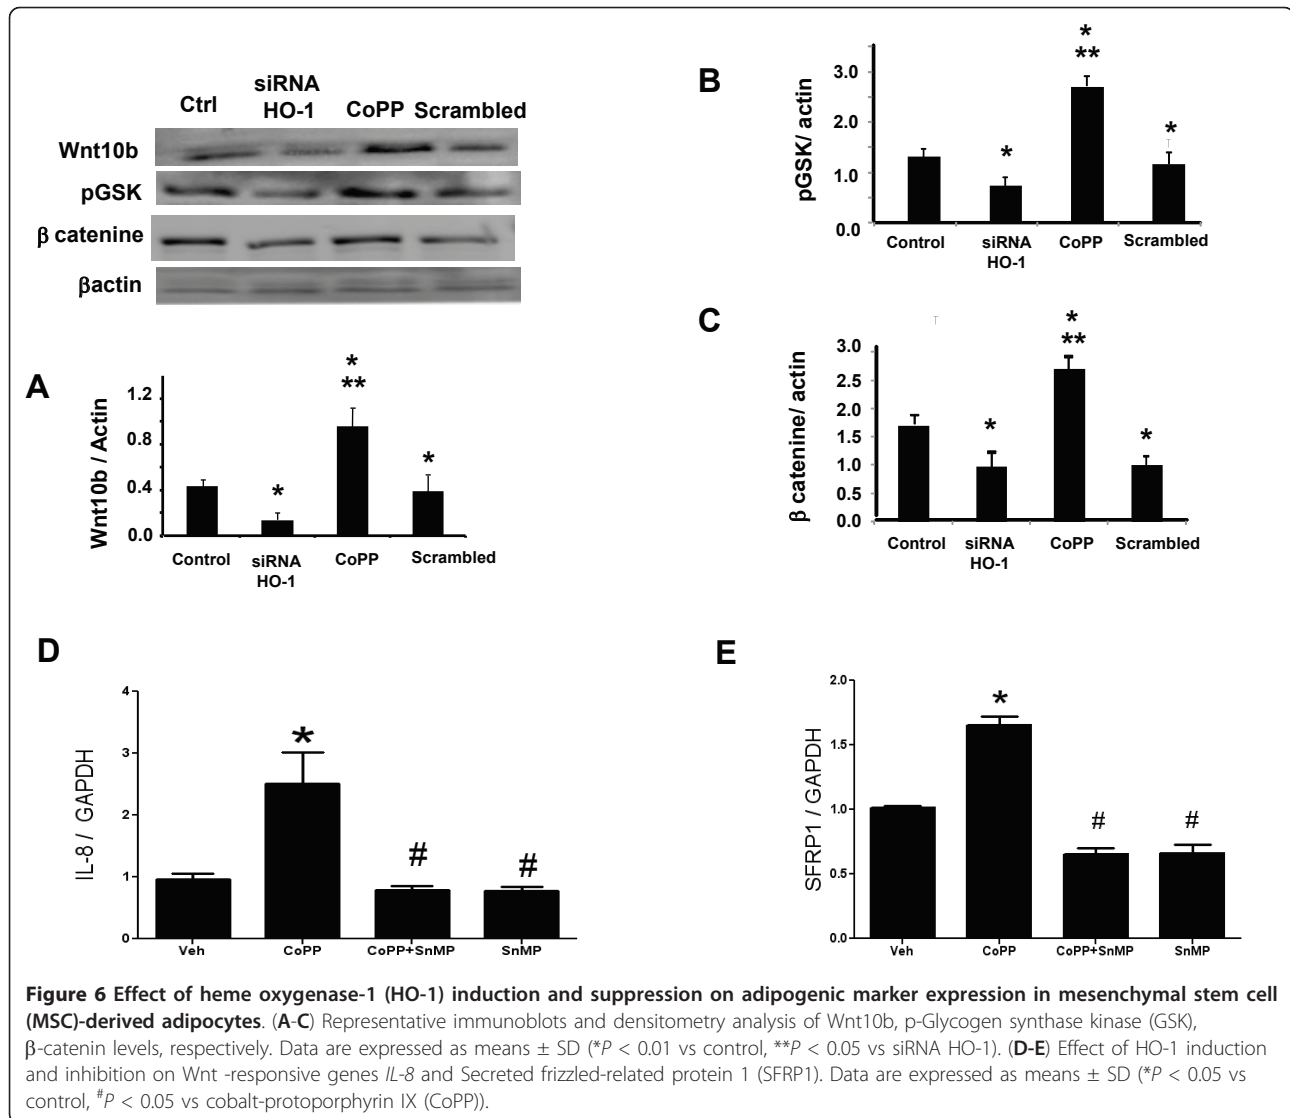 Ctrl
siRNA
HO-1
CoPP
Scrambled
Wnt10b
pGSK
β catenine
βactin
A
Wnt10b / Actin
1.2
0.8
0.4
0.0
*
*
**
*
Control
siRNA
HO-1
CoPP
Scrambled
B
pGSK/ actin
3.0
2.0
1.0
0.0
*
*
**
*
Control
siRNA
HO-1
CoPP
Scrambled
C
β catenine/ actin
3.0
2.5
2.0
1.5
1.0
0.5
0.0
*
*
**
*
Control
siRNA
HO-1
CoPP
Scrambled
D
IL-8 / GAPDH
4
3
2
1
0
*
#
#
Veh
CoPP
CoPP+SnMP
SnMP
E
SFRP1 / GAPDH
2.0
1.5
1.0
0.5
0.0
*
#
#
Veh
CoPP
CoPP+SnMP
SnMP
Figure 6 Effect of heme oxygenase-1 (HO-1) induction and suppression on adipogenic marker expression in mesenchymal stem cell
(MSC)-derived adipocytes. (A-C) Representative immunoblots and densitometry analysis of Wnt10b, p-Glycogen synthase kinase (GSK),
β-catenin levels, respectively. Data are expressed as means ± SD (*P < 0.01 vs control, **P < 0.05 vs siRNA HO-1). (D-E) Effect of HO-1 induction
and inhibition on Wnt -responsive genes IL-8 and Secreted frizzled-related protein 1 (SFRP1). Data are expressed as means ± SD (*P < 0.05 vs
control, #P < 0.05 vs cobalt-protoporphyrin IX (CoPP)).